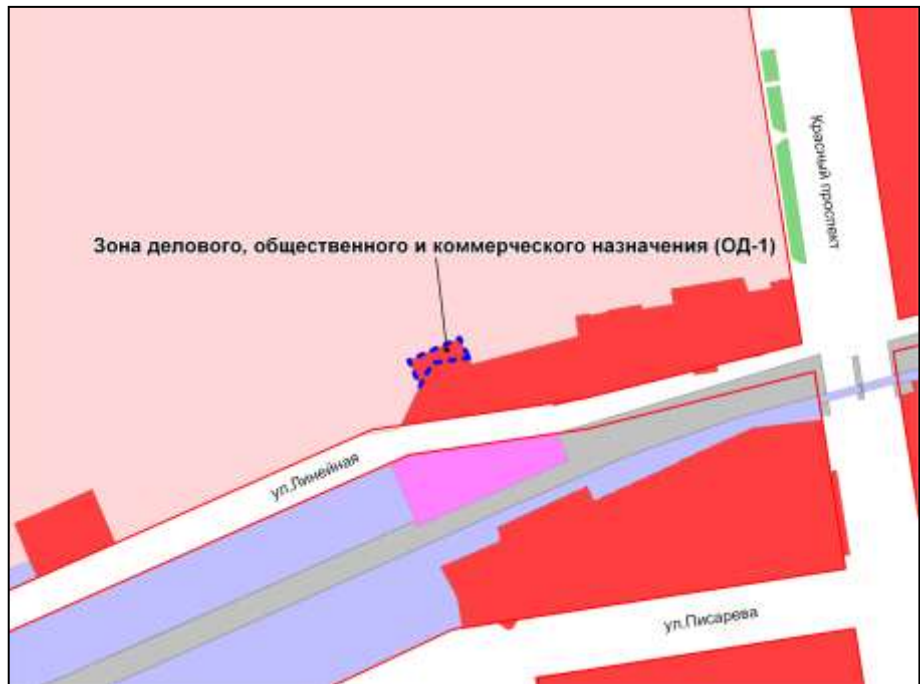 Красный проспект
Зона делового, общественного и коммерческого назначения (ОД-1)
ул.Линейная
ул.Писарева